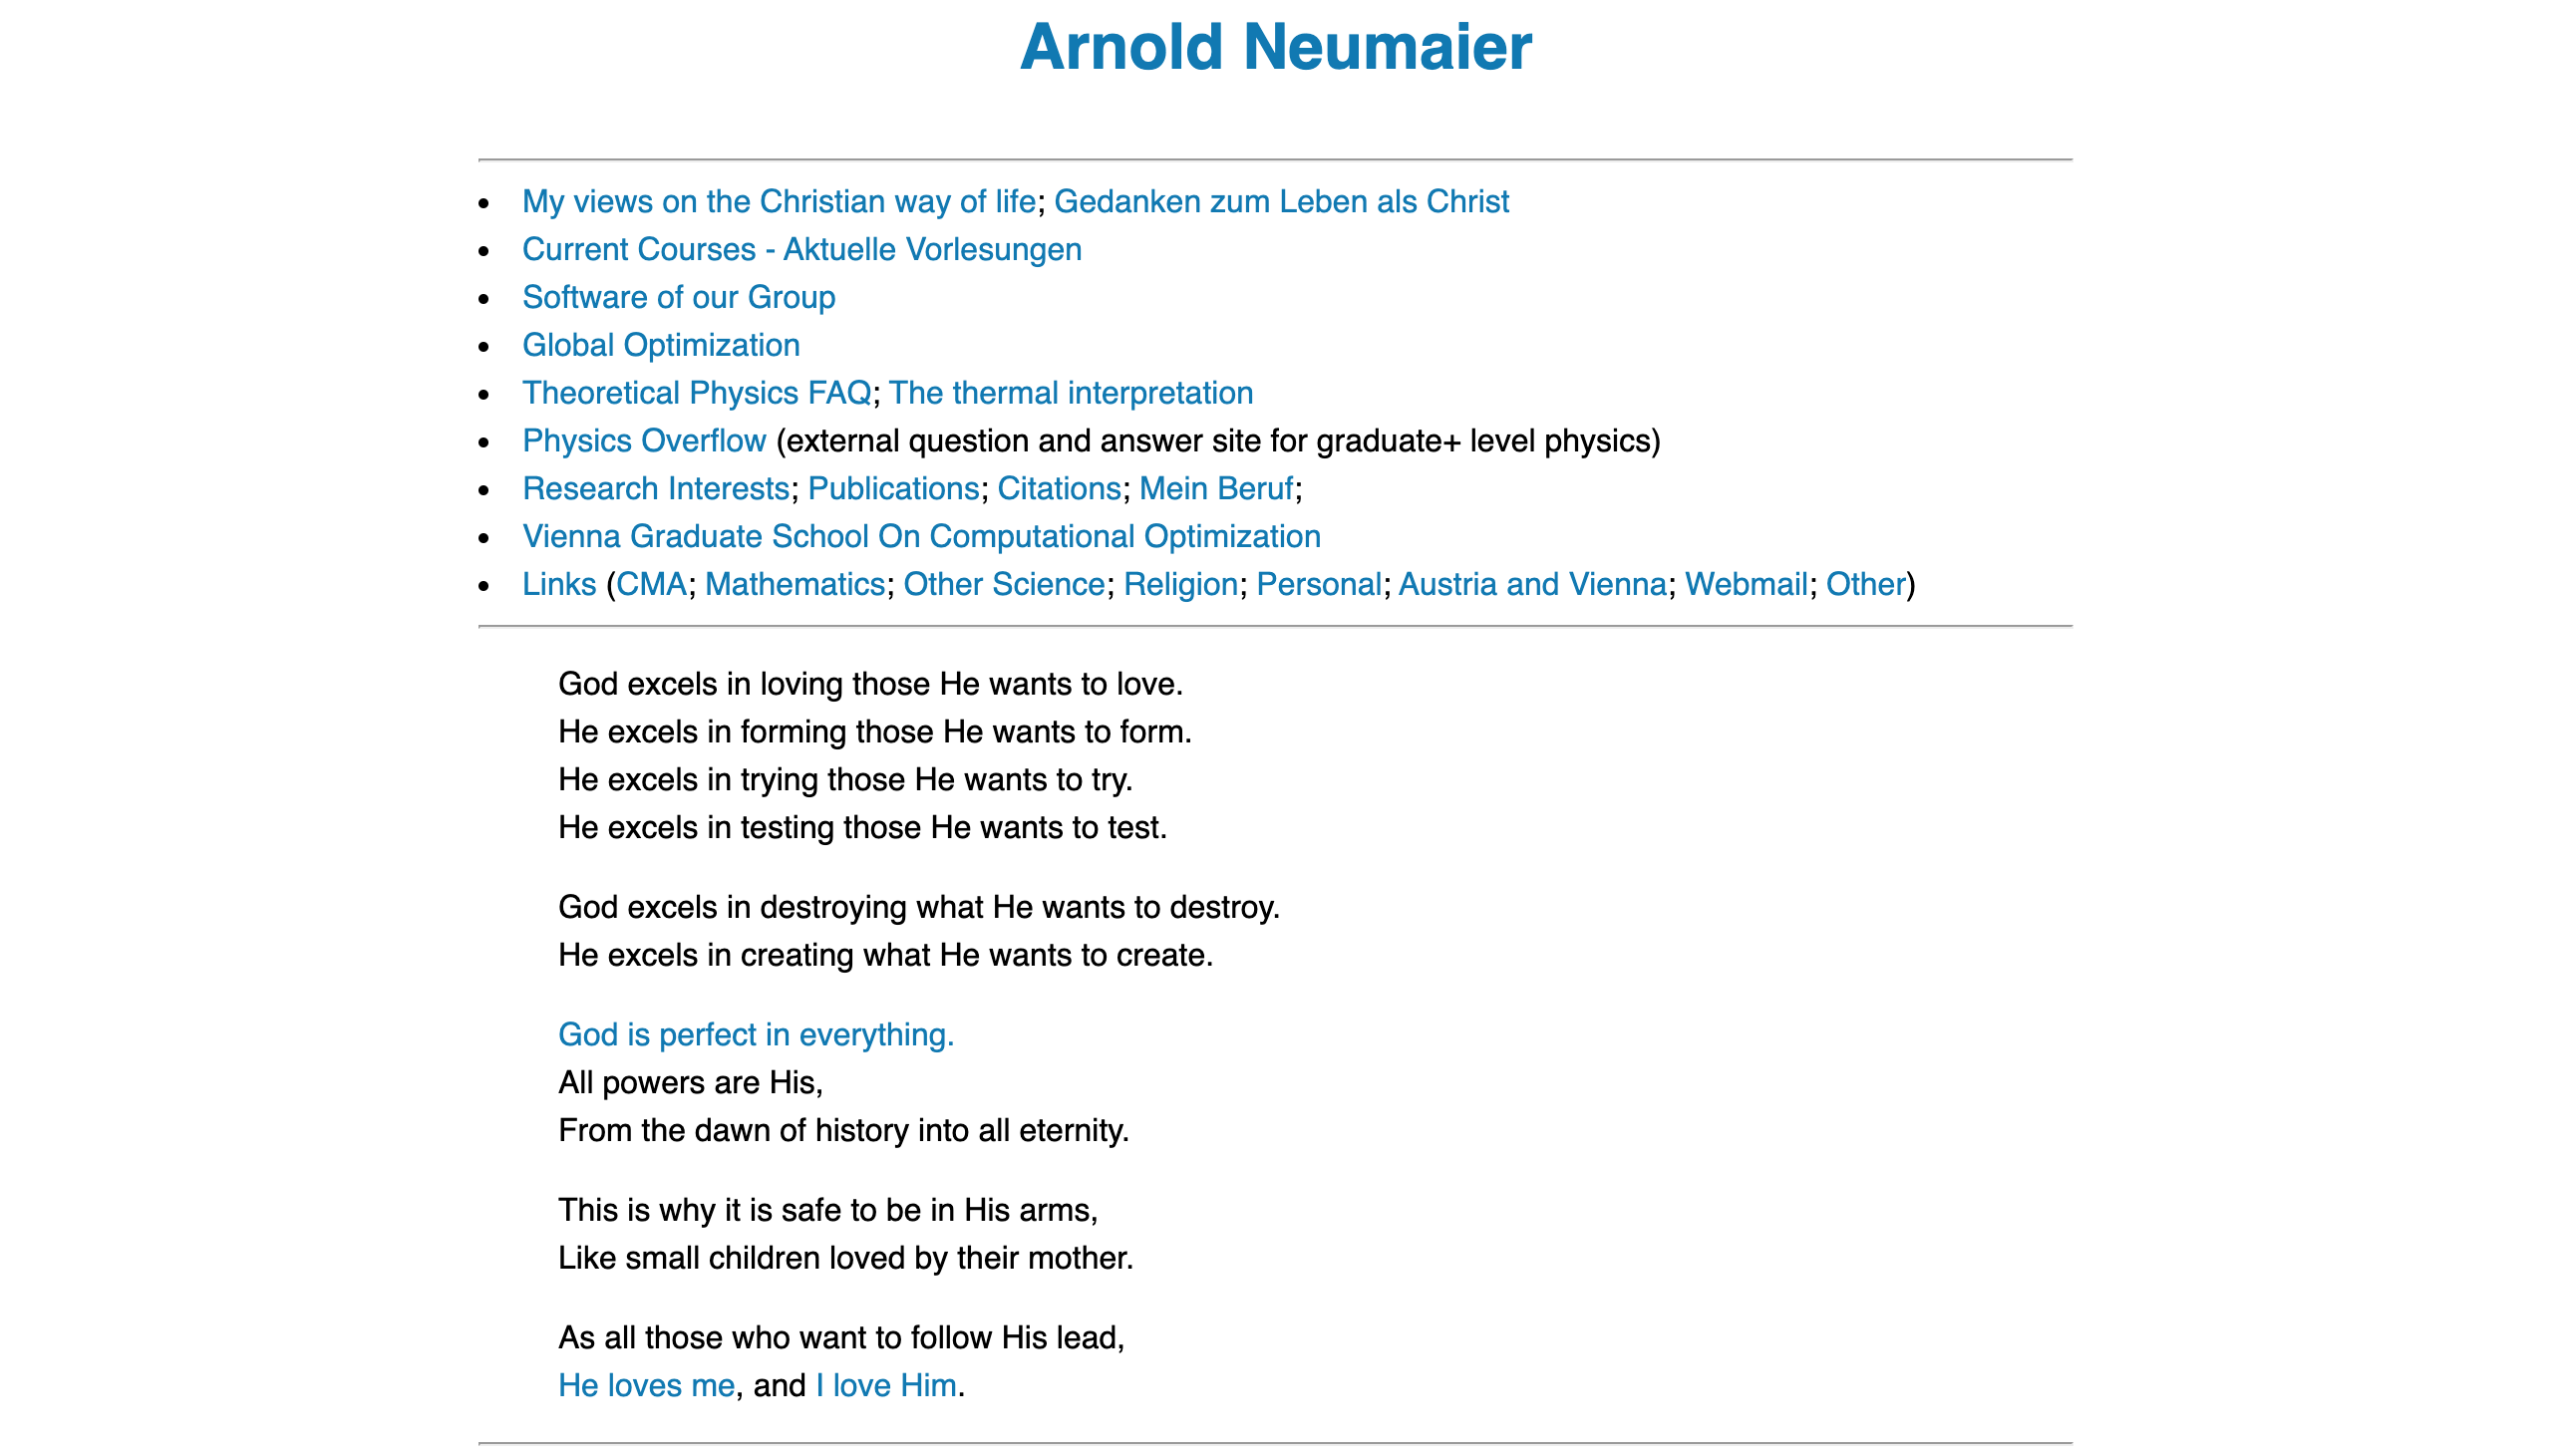 Arnold Neumaier
My views on the Christian way of life; Gedanken zum Leben als Christ
Current Courses - Aktuelle Vorlesungen
Software of our Group
Global Optimization
Theoretical Physics FAQ; The thermal interpretation
Physics Overflow (external question and answer site for graduate+ level physics)
Research Interests; Publications; Citations; Mein Beruf;
Vienna Graduate School On Computational Optimization
Links (CMA; Mathematics; Other Science; Religion; Personal; Austria and Vienna; Webmail; Other)
God excels in loving those He wants to love.
He excels in forming those He wants to form.
He excels in trying those He wants to try.
He excels in testing those He wants to test.
God excels in destroying what He wants to destroy.
He excels in creating what He wants to create.
God is perfect in everything.
All powers are His,
From the dawn of history into all eternity.
This is why it is safe to be in His arms,
Like small children loved by their mother.
As all those who want to follow His lead,
He loves me, and I love Him.